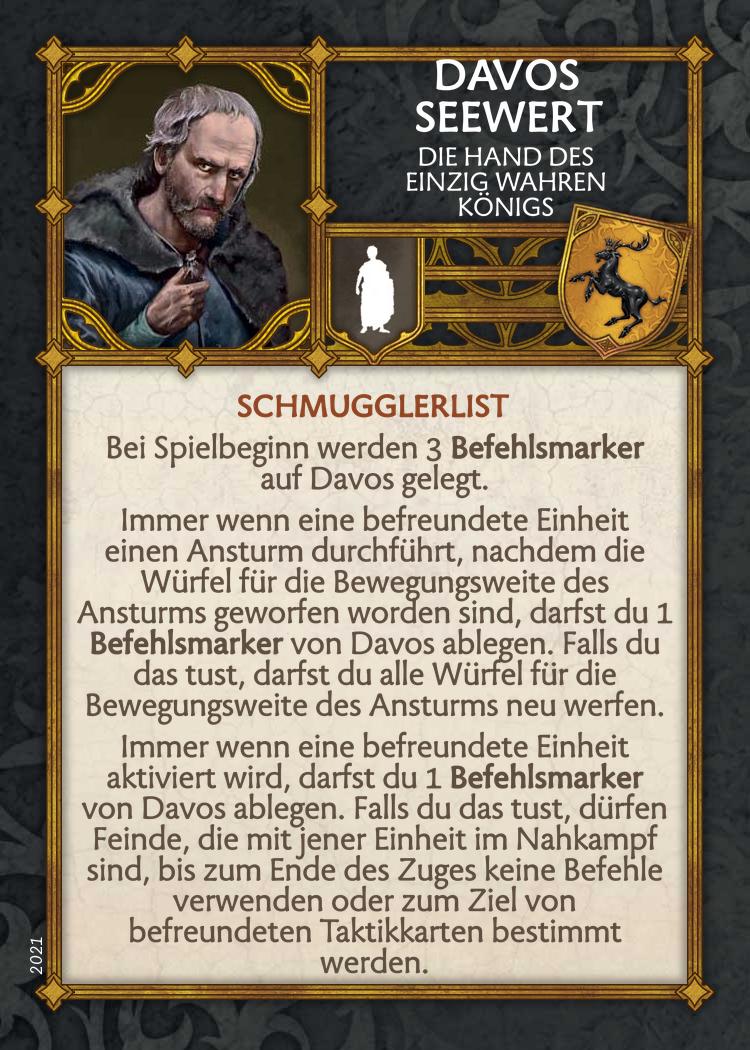 DAVOS
SEEWERT
DIE HAND DES
EINZIG WAHREN
KÖNIGS
SCHMUGGLERLIST
Bei Spielbeginn werden 3 Befehlsmarker
auf Davos gelegt.
Immer wenn eine befreundete Einheit
einen Ansturm durchführt, nachdem die
Würfel für die Bewegungsweite des
Ansturms geworfen worden sind, darfst du 1
Befehlsmarker von Davos ablegen. Falls du
das tust, darfst du alle Würfel für die
Bewegungsweite des Ansturms neu werfen.
Immer wenn eine befreundete Einheit
aktiviert wird, darfst du 1 Befehlsmarker
von Davos ablegen. Falls du das tust, dürfen
Feinde, die mit jener Einheit im Nahkampf
sind, bis zum Ende des Zuges keine Befehle
verwenden oder zum Ziel von
befreundeten Taktikkarten bestimmt
werden.
2021